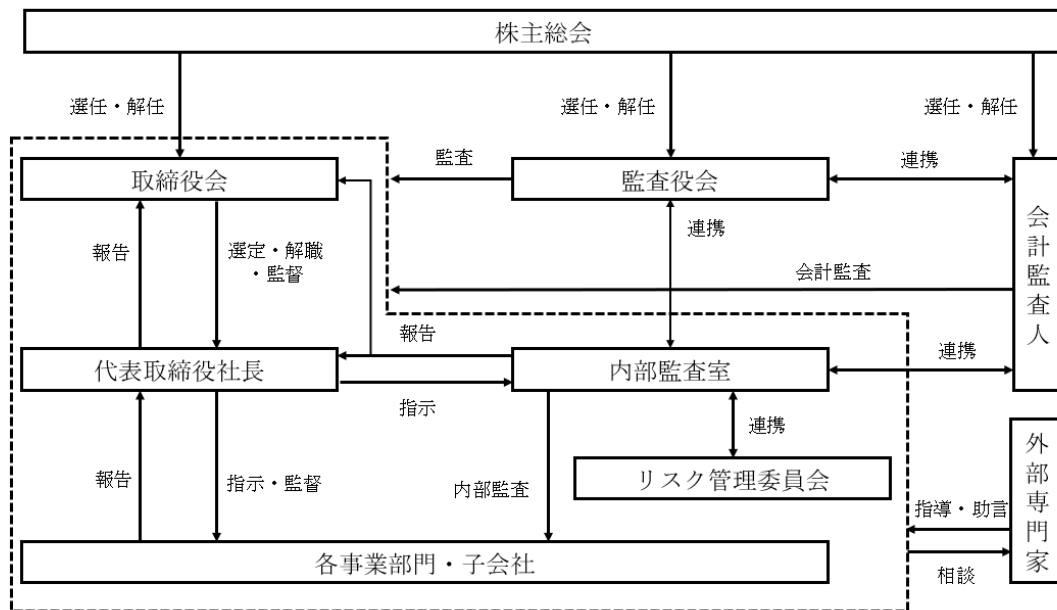 株主総会
選任・解任
選任・解任
選任・解任
取締役会
監査
監査役会
連携
会計監査人
報告
選定・解職
・監督
連携
会計監査
代表取締役社長
報告
指示
内部監査室
連携
報告
指示・監督
内部監査
連携
リスク管理委員会
外部専門家
指導・助言
相談
各事業部門・子会社